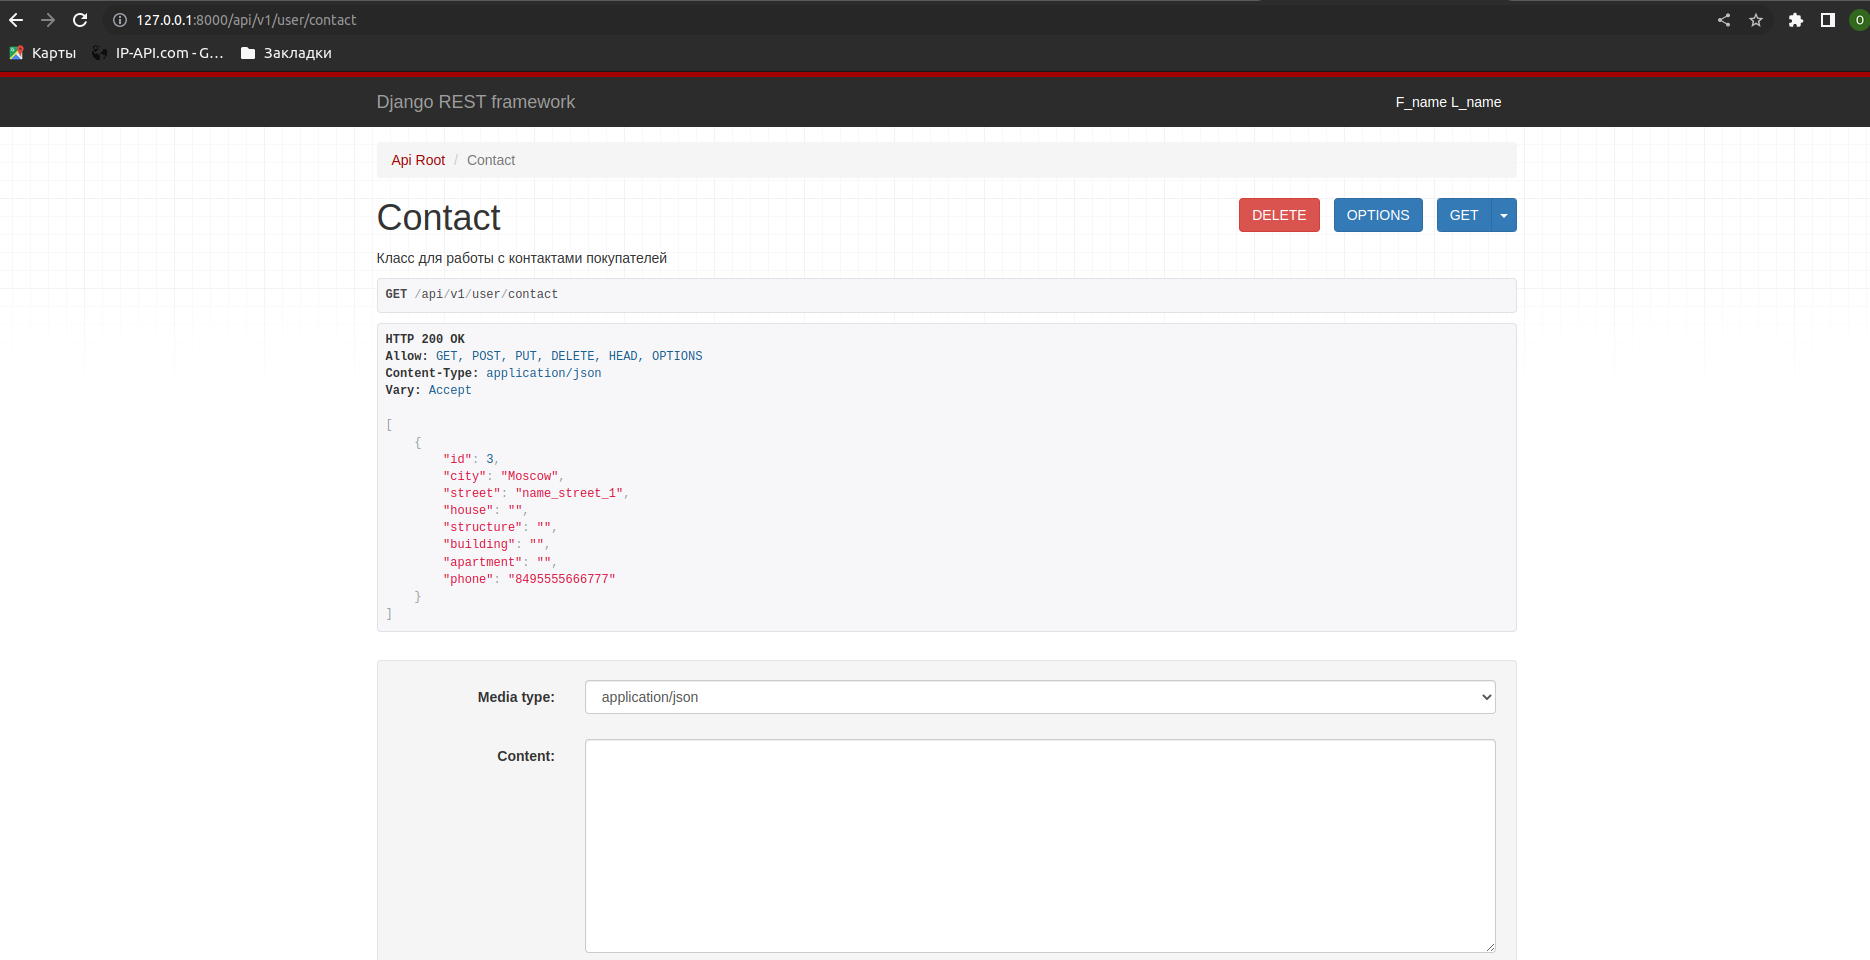 127.0.0.1:8000/api/v1/user/contact
O
Карты IP-API.com - G... Закладки
Django REST framework F_name L_name
Api Root / Contact
Contact DELETE OPTIONS GET
Класс для работы с контактами покупателей
GET /api/v1/user/contact
HTTP 200 OK
Allow: GET, POST, PUT, DELETE, HEAD, OPTIONS
Content-Type: application/json
Vary: Accept
[
    {
        "id": 3,
        "city": "Moscow",
        "street": "name_street_1",
        "house": "",
        "structure": "",
        "building": "",
        "apartment": "",
        "phone": "8495555666777"
    }
]
Media type: application/json
Content: